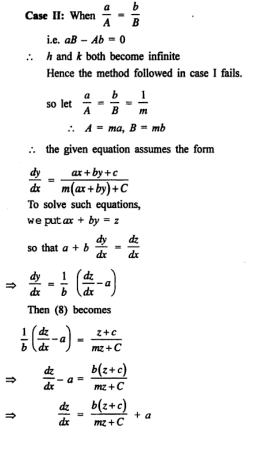 Case II: When a/A = b/B
i.e. aB – Ab = 0
∴ h and k both become infinite
Hence the method followed in case I fails.
so let a/A = b/B = 1/m
∴ A = ma, B = mb
∴ the given equation assumes the form
dy/dx = (ax + by + c)/(m(ax + by) + C)
To solve such equations,
we put ax + by = z
so that a + b dy/dx = dz/dx
⇒ dy/dx = 1/b (dz/dx – a)
Then (8) becomes
1/b (dz/dx – a) = (z + c)/(mz + C)
⇒ dz/dx – a = b(z + c)/(mz + C)
⇒ dz/dx = b(z + c)/(mz + C) + a